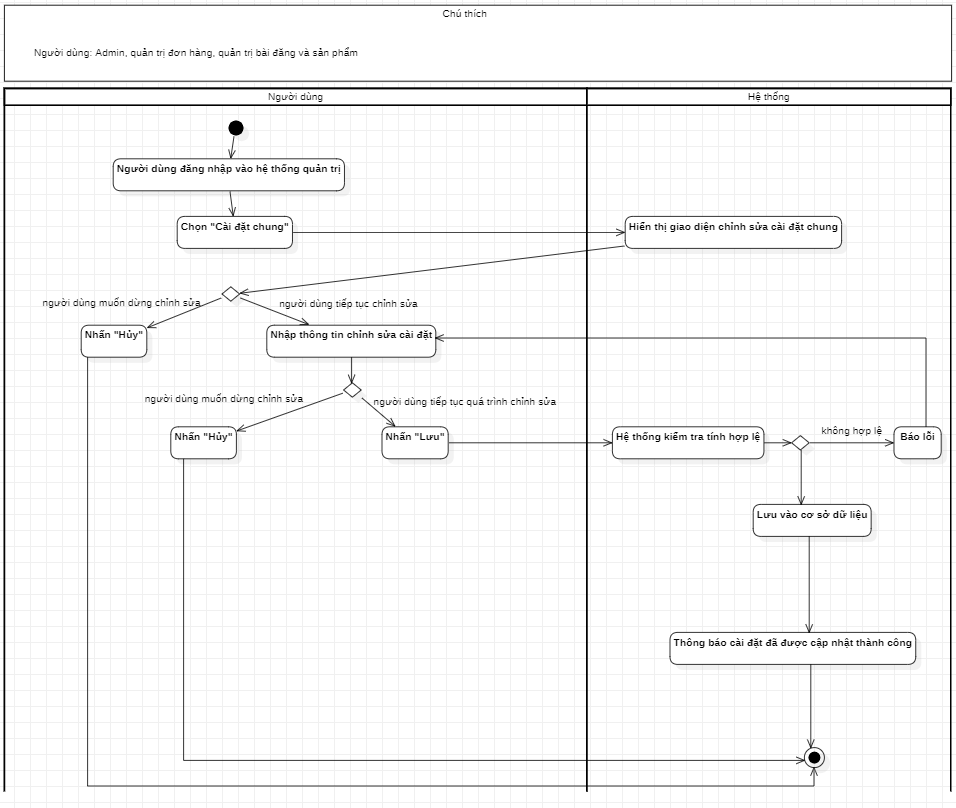 Chú thích
Người dùng: Admin, quản trị đơn hàng, quản trị bài đăng và sản phẩm
Người dùng
Hệ thống
Người dùng đăng nhập vào hệ thống quản trị
Chọn "Cài đặt chung"
Hiển thị giao diện chỉnh sửa cài đặt chung
người dùng muốn dừng chỉnh sửa
người dùng tiếp tục chỉnh sửa
Nhấn "Hủy"
Nhập thông tin chỉnh sửa cài đặt
người dùng muốn dừng chỉnh sửa
người dùng tiếp tục quá trình chỉnh sửa
Nhấn "Hủy"
Nhấn "Lưu"
Hệ thống kiểm tra tính hợp lệ
không hợp lệ
Báo lỗi
Lưu vào cơ sở dữ liệu
Thông báo cài đặt đã được cập nhật thành công